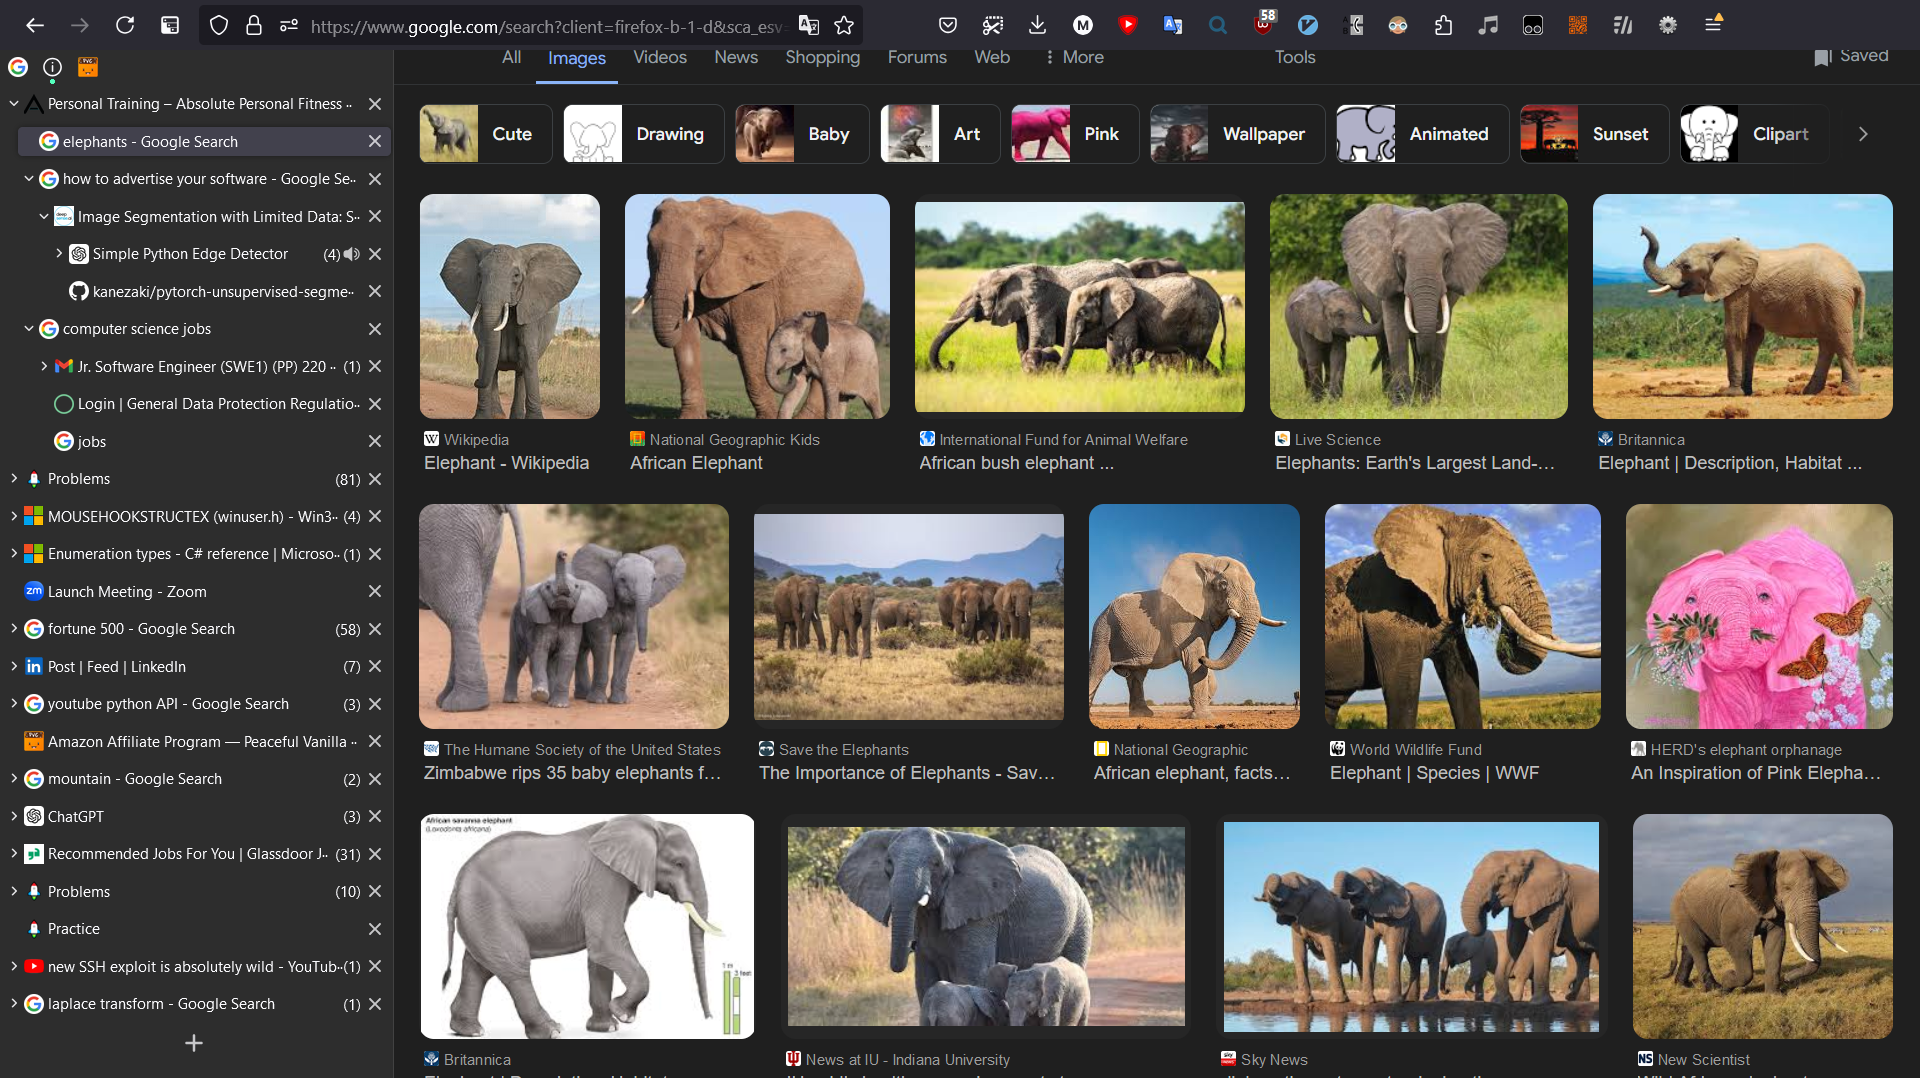 https://www.google.com/search?client=firefox-b-1-d&sca_esv=
58
Personal Training – Absolute Personal Fitness ··
elephants - Google Search
how to advertise your software - Google Se··
Image Segmentation with Limited Data: S··
Simple Python Edge Detector (4)
kanezaki/pytorch-unsupervised-segme··
computer science jobs
Jr. Software Engineer (SWE1) (PP) 220 ·· (1)
Login | General Data Protection Regulatio··
jobs
Problems (81)
MOUSEHOOKSTRUCTEX (winuser.h) - Win3·· (4)
Enumeration types - C# reference | Microso·· (1)
Launch Meeting - Zoom
fortune 500 - Google Search (58)
Post | Feed | LinkedIn (7)
youtube python API - Google Search (3)
Amazon Affiliate Program — Peaceful Vanilla ··
mountain - Google Search (2)
ChatGPT (3)
Recommended Jobs For You | Glassdoor J·· (31)
Problems (10)
Practice
new SSH exploit is absolutely wild - YouTub·· (1)
laplace transform - Google Search (1)
All Images Videos News Shopping Forums Web More Tools Saved
Cute Drawing Baby Art Pink Wallpaper Animated Sunset Clipart
Wikipedia
Elephant - Wikipedia
National Geographic Kids
African Elephant
International Fund for Animal Welfare
African bush elephant ...
Live Science
Elephants: Earth's Largest Land-...
Britannica
Elephant | Description, Habitat ...
The Humane Society of the United States
Zimbabwe rips 35 baby elephants f...
Save the Elephants
The Importance of Elephants - Sav...
National Geographic
African elephant, facts...
World Wildlife Fund
Elephant | Species | WWF
HERD's elephant orphanage
An Inspiration of Pink Elepha...
African savanna elephant
(Loxodonta africana)
1 m
3 feet
Britannica
News at IU - Indiana University
Sky News
New Scientist